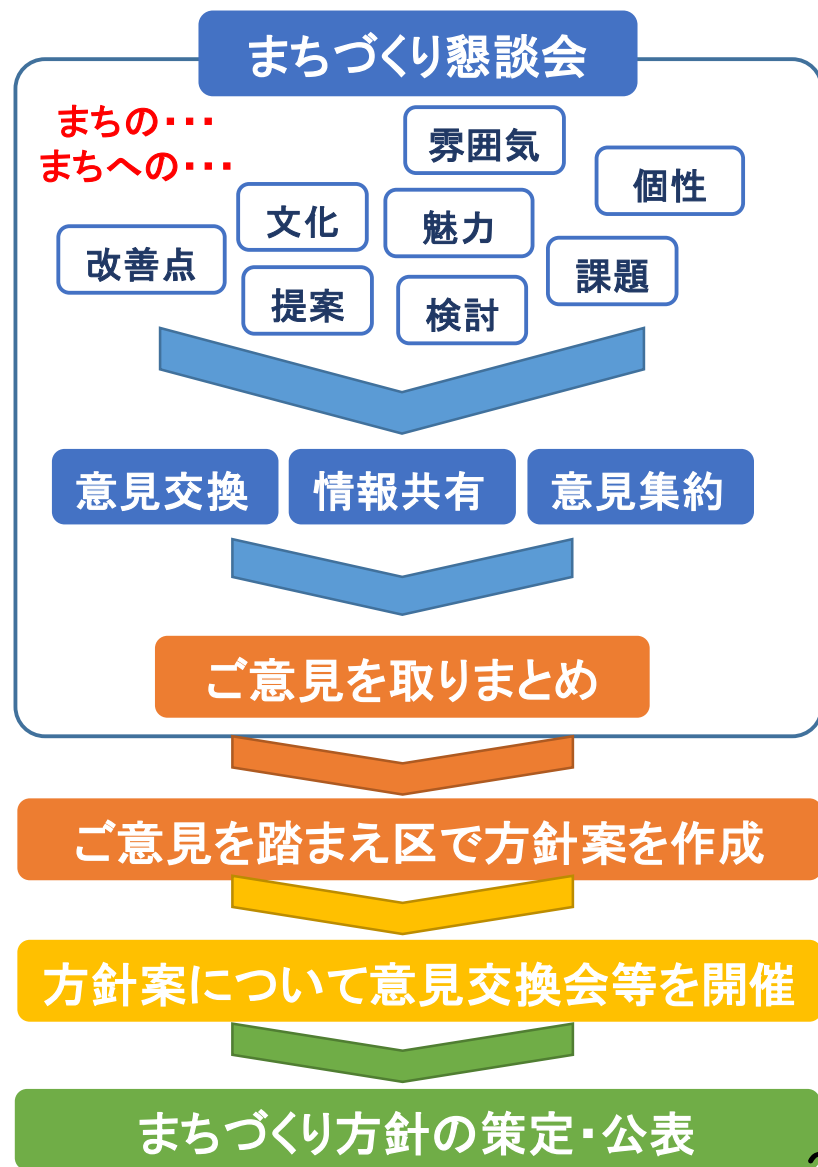 まちづくり懇談会
まちの・・・
まちへの・・・
雰囲気
個性
文化
魅力
改善点
課題
提案
検討
意見交換
情報共有
意見集約
ご意見を取りまとめ
ご意見を踏まえ区で方針案を作成
方針案について意見交換会等を開催
まちづくり方針の策定・公表